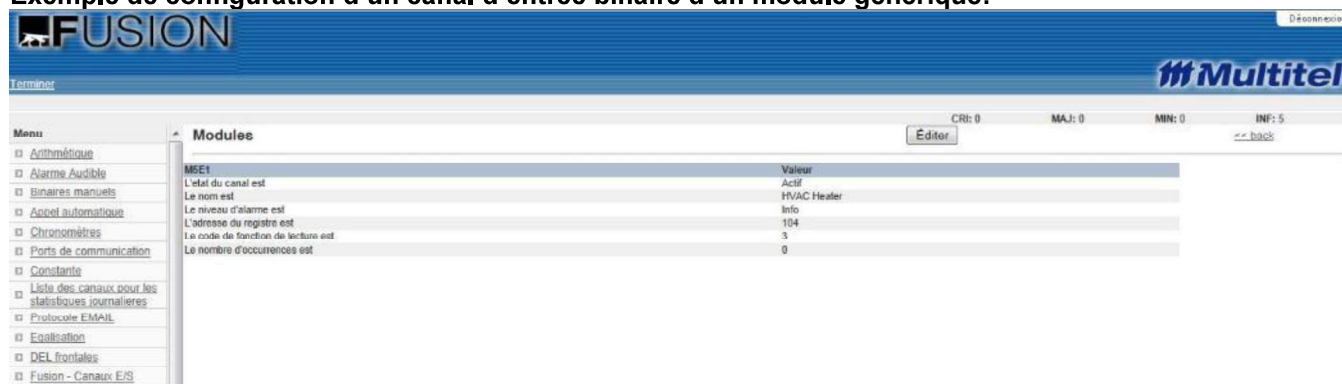 Exemple de configuration d'un canal d'entrée binaire d'un module générique:
FUSION
Déconnexio
Multitel
Terminer
CRI: 0 MAJ: 0 MIN: 0 INF: 5
Menu
Modules
Éditer
<< back
Arithmétique
Alarme Audible
Binaires manuels
Appel automatique
Chronomètres
Ports de communication
Constante
Liste des canaux pour les
statistiques journalieres
Protocole EMAIL
Egalisation
DEL frontales
Fusion - Canaux E/S
M5E1 Valeur
L'etat du canal est Actif
Le nom est HVAC Heater
Le niveau d'alarme est Info
L'adresse du registre est 104
Le code de fonction de lecture est 3
Le nombre d'occurrences est 0